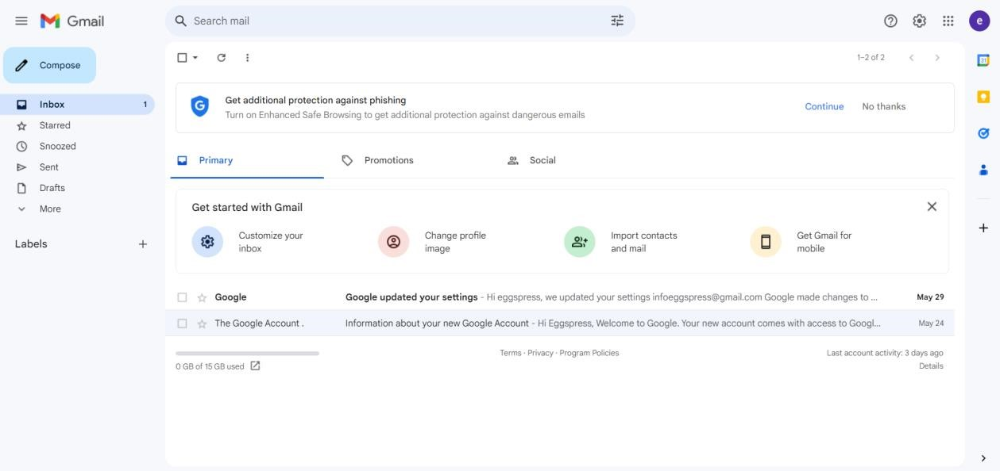 Gmail
Search mail
e
Compose
1–2 of 2
31
Get additional protection against phishing
Turn on Enhanced Safe Browsing to get additional protection against dangerous emails
Continue
No thanks
Inbox 1
Starred
Snoozed
Sent
Drafts
More
Labels
Primary
Promotions
Social
Get started with Gmail
Customize your
inbox
Change profile
image
Import contacts
and mail
Get Gmail for
mobile
Google Google updated your settings - Hi eggspress, we updated your settings infoeggspress@gmail.com Google made changes to ... May 29
The Google Account . Information about your new Google Account - Hi Eggspress, Welcome to Google. Your new account comes with access to Googl... May 24
0 GB of 15 GB used
Terms · Privacy · Program Policies
Last account activity: 3 days ago
Details